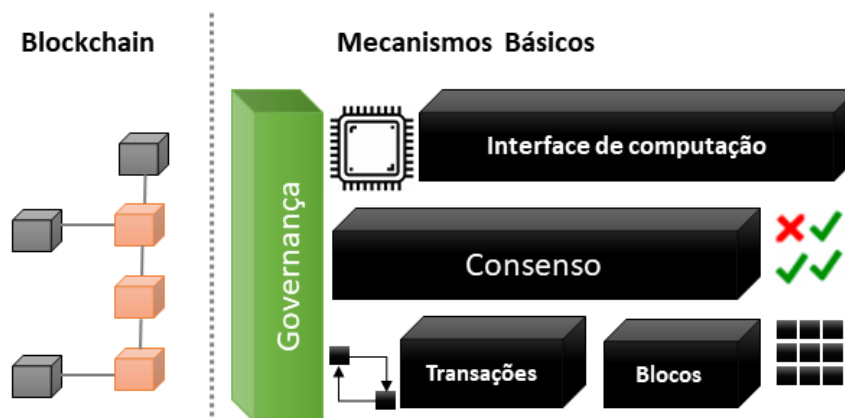 Blockchain
Mecanismos Básicos
Governança
Interface de computação
Consenso
Transações
Blocos